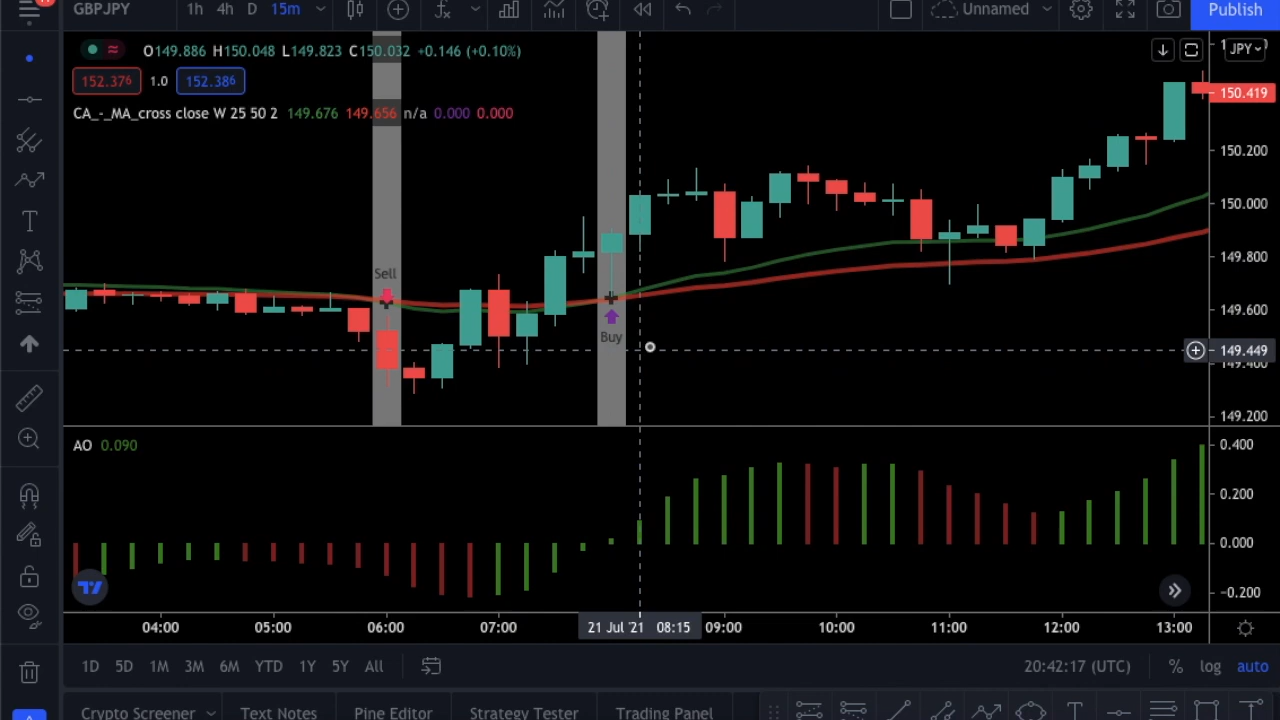 GBPJPY 1h 4h D 15m Unnamed Publish
O149.886 H150.048 L149.823 C150.032 +0.146 (+0.10%)
JPY
152.376 1.0 152.386
CA_-_MA_cross close W 25 50 2 149.676 149.656 n/a 0.000 0.000
150.419
150.200
150.000
149.800
149.600
149.449
149.400
149.200
Sell
Buy
AO 0.090
0.400
0.200
0.000
-0.200
04:00 05:00 06:00 07:00 21 Jul '21 08:15 09:00 10:00 11:00 12:00 13:00
1D 5D 1M 3M 6M YTD 1Y 5Y All 20:42:17 (UTC) % log auto
Crypto Screener Text Notes Pine Editor Strategy Tester Trading Panel